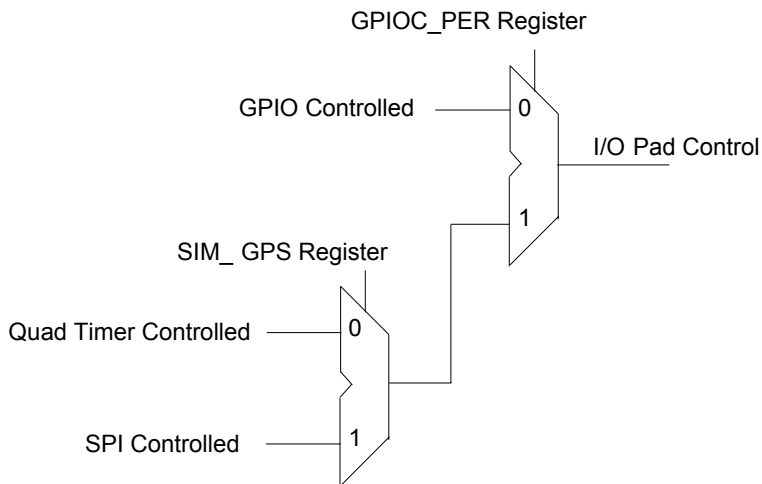 GPIOC_PER Register
GPIO Controlled
0
I/O Pad Control
1
SIM_ GPS Register
Quad Timer Controlled
0
SPI Controlled
1